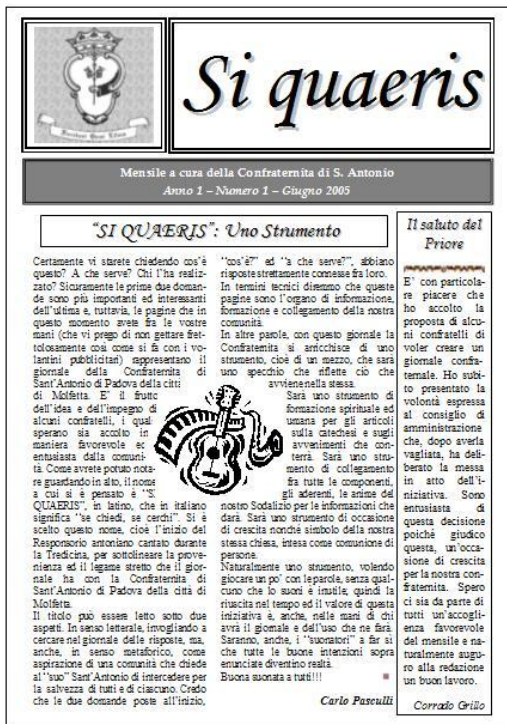 Si quaeris
Mensile a cura della Confraternita di S. Antonio
Anno 1 – Numero 1 – Giugno 2005
"SI QUAERIS": Uno Strumento
Certamente vi starete chiedendo cos'è
questo? A che serve? Chi l'ha realiz-
zato? Sicuramente le prime due doman-
de sono più importanti ed interessanti
dell'ultima e, tuttavia, le pagine che in
questo momento avete fra le vostre
mani (che vi prego di non gettare fret-
tolosamente così come si fa con i vo-
lantini pubblicitari) rappresentano il
giornale della Confraternita di
Sant'Antonio di Padova della città
di Molfetta. E' il frutto
dell'idea e dell'impegno di
alcuni confratelli, i quali
sperano sia accolto in
maniera favorevole ed
entusiasta dalla comuni-
tà. Come avrete potuto nota-
re guardando in alto, il nome
a cui si è pensato è "SI
QUAERIS", in latino, che in italiano
significa "se chiedi, se cerchi". Si è
scelto questo nome, cioè l'inizio del
Responsorio antoniano cantato durante
la Tredicina, per sottolineare la prove-
nienza ed il legame stretto che il gior-
nale ha con la Confraternita di
Sant'Antonio di Padova della città di
Molfetta.
Il titolo può essere letto sotto due
aspetti. In senso letterale, invogliando a
cercare nel giornale delle risposte, ma,
anche, in senso metaforico, come
aspirazione di una comunità che chiede
al "suo" Sant'Antonio di intercedere per
la salvezza di tutti e di ciascuno. Credo
che le due domande poste all'inizio,
"cos'è?" ed "a che serve?", abbiano
risposte strettamente connesse fra loro.
In termini tecnici diremmo che queste
pagine sono l'organo di informazione,
formazione e collegamento della nostra
comunità.
In altre parole, con questo giornale la
Confraternita si arricchisce di uno
strumento, cioè di un mezzo, che sarà
uno specchio che riflette ciò che
avviene nella stessa.
Sarà uno strumento di
formazione spirituale ed
umana per gli articoli
sulla catechesi e sugli
avvenimenti che con-
terrà. Sarà uno stru-
mento di collegamento
fra tutte le componenti,
gli aderenti, le anime del
nostro Sodalizio per le informazioni che
darà. Sarà uno strumento di occasione
di crescita nonché simbolo della nostra
stessa chiesa, intesa come comunione di
persone.
Naturalmente uno strumento, volendo
giocare un po' con le parole, senza qual-
cuno che lo suoni è inutile, quindi la
riuscita nel tempo ed il valore di questa
iniziativa è, anche, nelle mani di chi
avrà il giornale e dell'uso che ne farà.
Saranno, anche, i "suonatori" a far sì
che tutte le buone intenzioni sopra
enunciate diventino realtà.
Buona suonata a tutti!!!
Carlo Pasculli
Il saluto del
Priore
E' con particola-
re piacere che
ho accolto la
proposta di alcu-
ni confratelli di
voler creare un
giornale confra-
ternale. Ho subi-
to presentato la
volontà espressa
al consiglio di
amministrazione
che, dopo averla
vagliata, ha deli-
berato la messa
in atto dell'i-
niziativa. Sono
entusiasta di
questa decisione
poiché giudico
questa, un'occa-
sione di crescita
per la nostra con-
fraternita. Spero
ci sia da parte di
tutti un'accogli-
enza favorevole
del mensile e na-
turalmente augu-
ro alla redazione
un buon lavoro.
Corrado Grillo